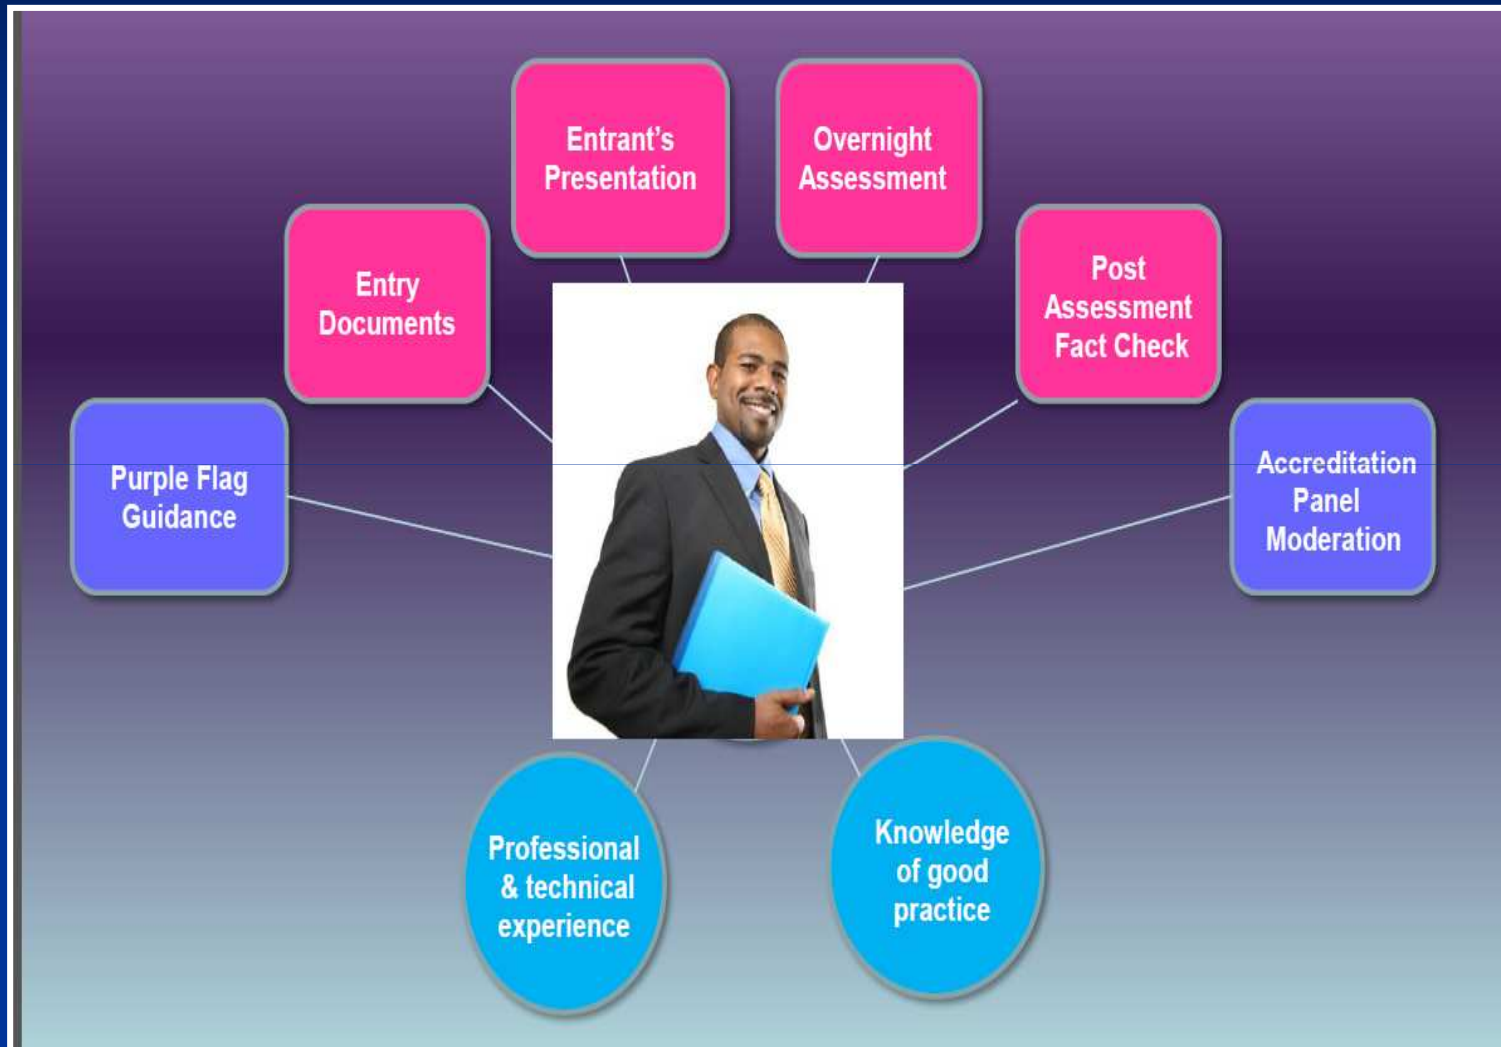 Entrant's
Presentation
Overnight
Assessment
Entry
Documents
Post
Assessment
Fact Check
Purple Flag
Guidance
Accreditation
Panel
Moderation
Professional
& technical
experience
Knowledge
of good
practice